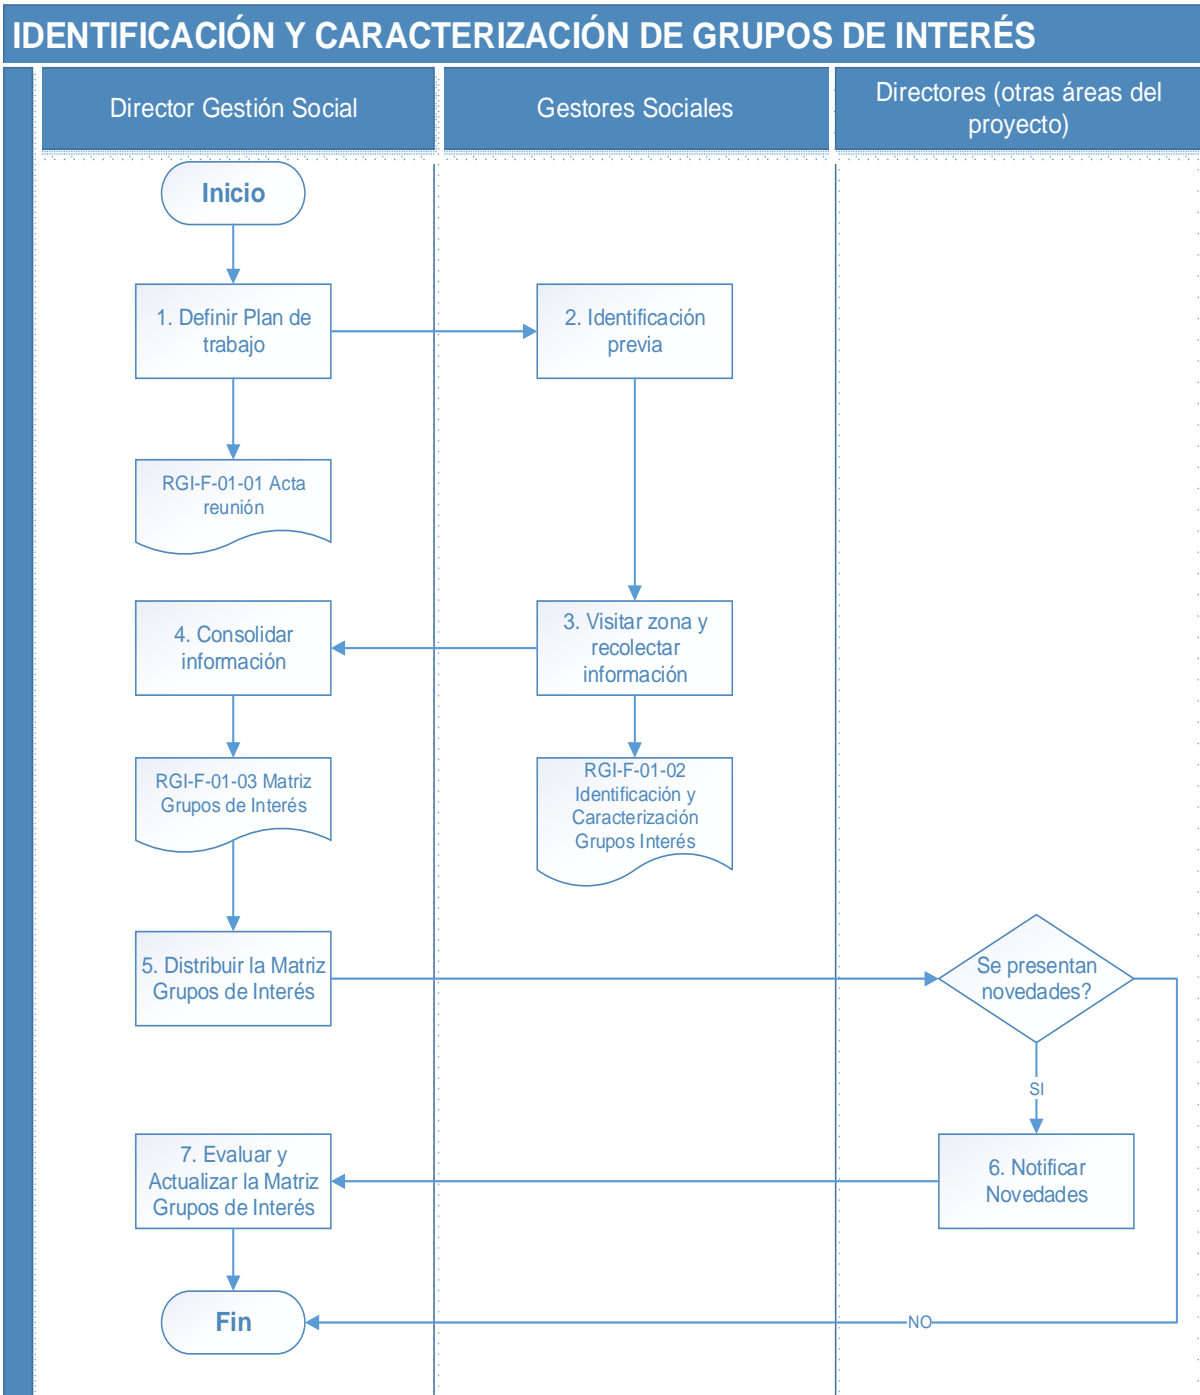 IDENTIFICACIÓN Y CARACTERIZACIÓN DE GRUPOS DE INTERÉS
Director Gestión Social
Gestores Sociales
Directores (otras áreas del
proyecto)
Inicio
1. Definir Plan de
trabajo
2. Identificación
previa
RGI-F-01-01 Acta
reunión
3. Visitar zona y
recolectar
información
4. Consolidar
información
RGI-F-01-03 Matriz
Grupos de Interés
RGI-F-01-02
Identificación y
Caracterización
Grupos Interés
5. Distribuir la Matriz
Grupos de Interés
Se presentan
novedades?
SI
6. Notificar
Novedades
7. Evaluar y
Actualizar la Matriz
Grupos de Interés
NO
Fin